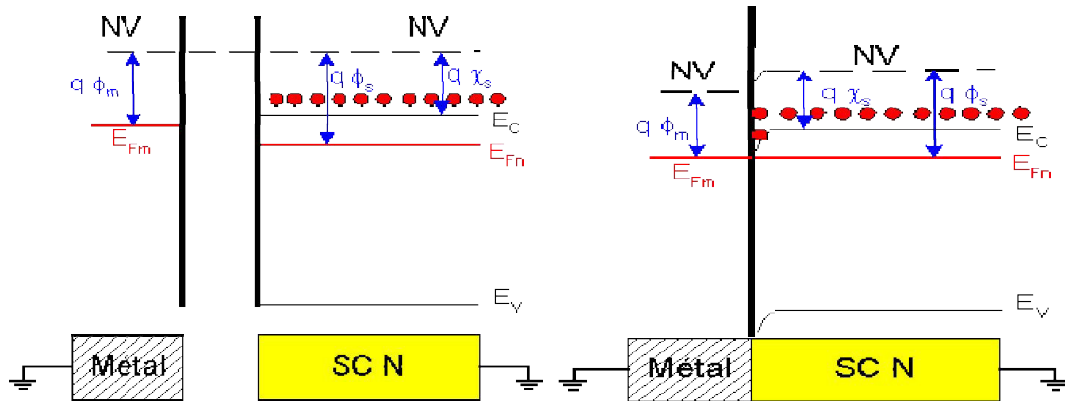 NV NV
q ϕm q ϕs q χs
EC
EFm EFn
EV
Métal SC N
NV NV
q ϕm q χs q ϕs
EC
EFm EFn
EV
Métal SC N